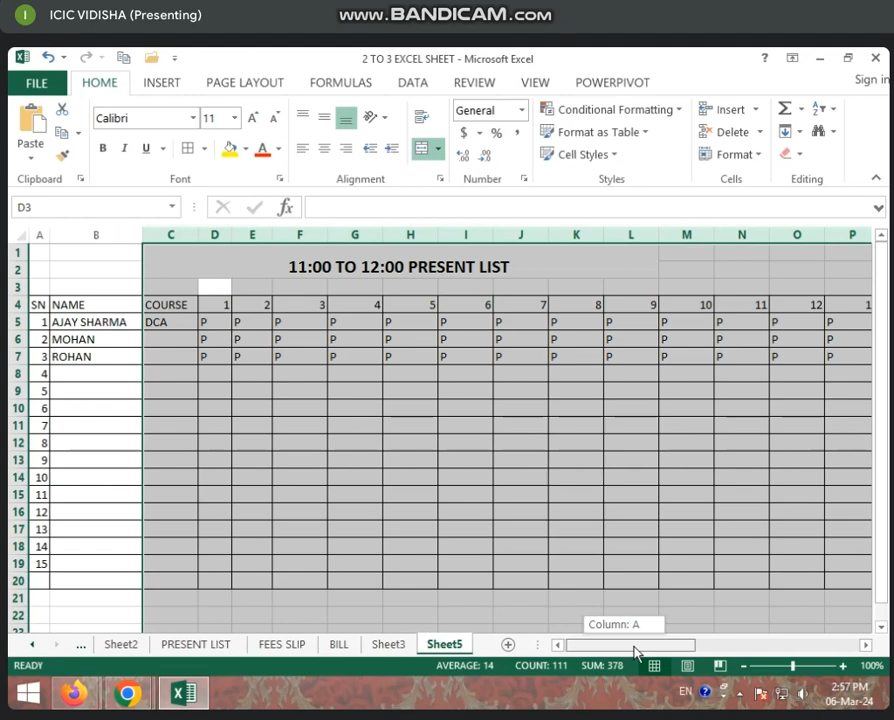 I ICIC VIDISHA (Presenting)
www.BANDICAM.com
2 TO 3 EXCEL SHEET - Microsoft Excel
?
FILE HOME INSERT PAGE LAYOUT FORMULAS DATA REVIEW VIEW POWERPIVOT Sign in
Calibri 11 General Conditional Formatting Insert
Paste B I U A $ % , Format as Table Delete
Cell Styles Format
Clipboard Font Alignment Number Styles Cells Editing
D3 fx
A B C D E F G H I J K L M N O P
1
2 11:00 TO 12:00 PRESENT LIST
3
4 SN NAME COURSE 1 2 3 4 5 6 7 8 9 10 11 12 1
5 1 AJAY SHARMA DCA P P P P P P P P P P P P P
6 2 MOHAN P P P P P P P P P P P P P
7 3 ROHAN P P P P P P P P P P P P P
8 4
9 5
10 6
11 7
12 8
13 9
14 10
15 11
16 12
17 13
18 14
19 15
20
21
22
23
Column: A
... Sheet2 PRESENT LIST FEES SLIP BILL Sheet3 Sheet5
READY AVERAGE: 14 COUNT: 111 SUM: 378 100%
EN 2:57 PM
06-Mar-24